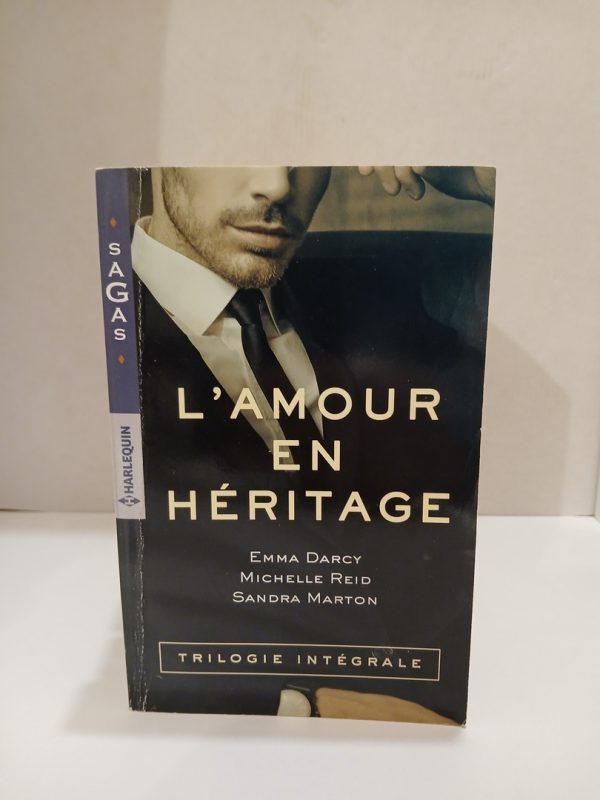 SAGAS
HARLEQUIN
L'AMOUR
EN
HÉRITAGE
EMMA DARCY
MICHELLE REID
SANDRA MARTON
TRILOGIE INTÉGRALE